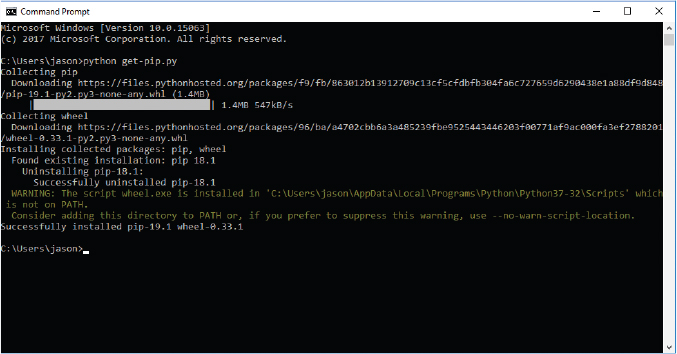 Command Prompt
Microsoft Windows [Version 10.0.15063]
(c) 2017 Microsoft Corporation. All rights reserved.
C:\Users\jason>python get-pip.py
Collecting pip
Downloading https://files.pythonhosted.org/packages/f9/fb/863012b13912709c13cf5cfdbfb304fa6c727659d6290438e1a88df9d848
/pip-19.1-py2.py3-none-any.whl (1.4MB)
| | 1.4MB 547kB/s
Collecting wheel
Downloading https://files.pythonhosted.org/packages/96/ba/a4702cbb6a3a485239fbe9525443446203f00771af9ac000fa3ef2788201
/wheel-0.33.1-py2.py3-none-any.whl
Installing collected packages: pip, wheel
Found existing installation: pip 18.1
Uninstalling pip-18.1:
Successfully uninstalled pip-18.1
WARNING: The script wheel.exe is installed in 'C:\Users\jason\AppData\Local\Programs\Python\Python37-32\Scripts' which
is not on PATH.
Consider adding this directory to PATH or, if you prefer to suppress this warning, use --no-warn-script-location.
Successfully installed pip-19.1 wheel-0.33.1
C:\Users\jason>